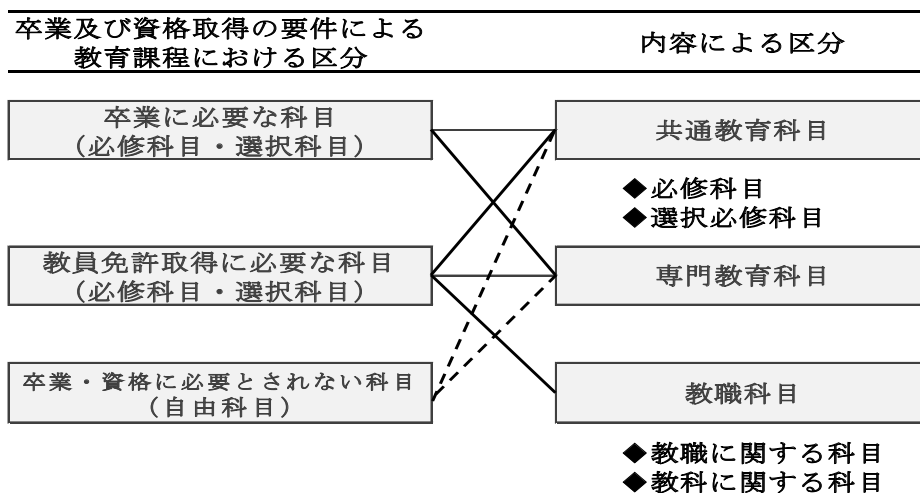 卒業及び資格取得の要件による
教育課程における区分
内容による区分
卒業に必要な科目
（必修科目・選択科目）
共通教育科目
◆必修科目
◆選択必修科目
教員免許取得に必要な科目
（必修科目・選択科目）
専門教育科目
卒業・資格に必要とされない科目
（自由科目）
教職科目
◆教職に関する科目
◆教科に関する科目